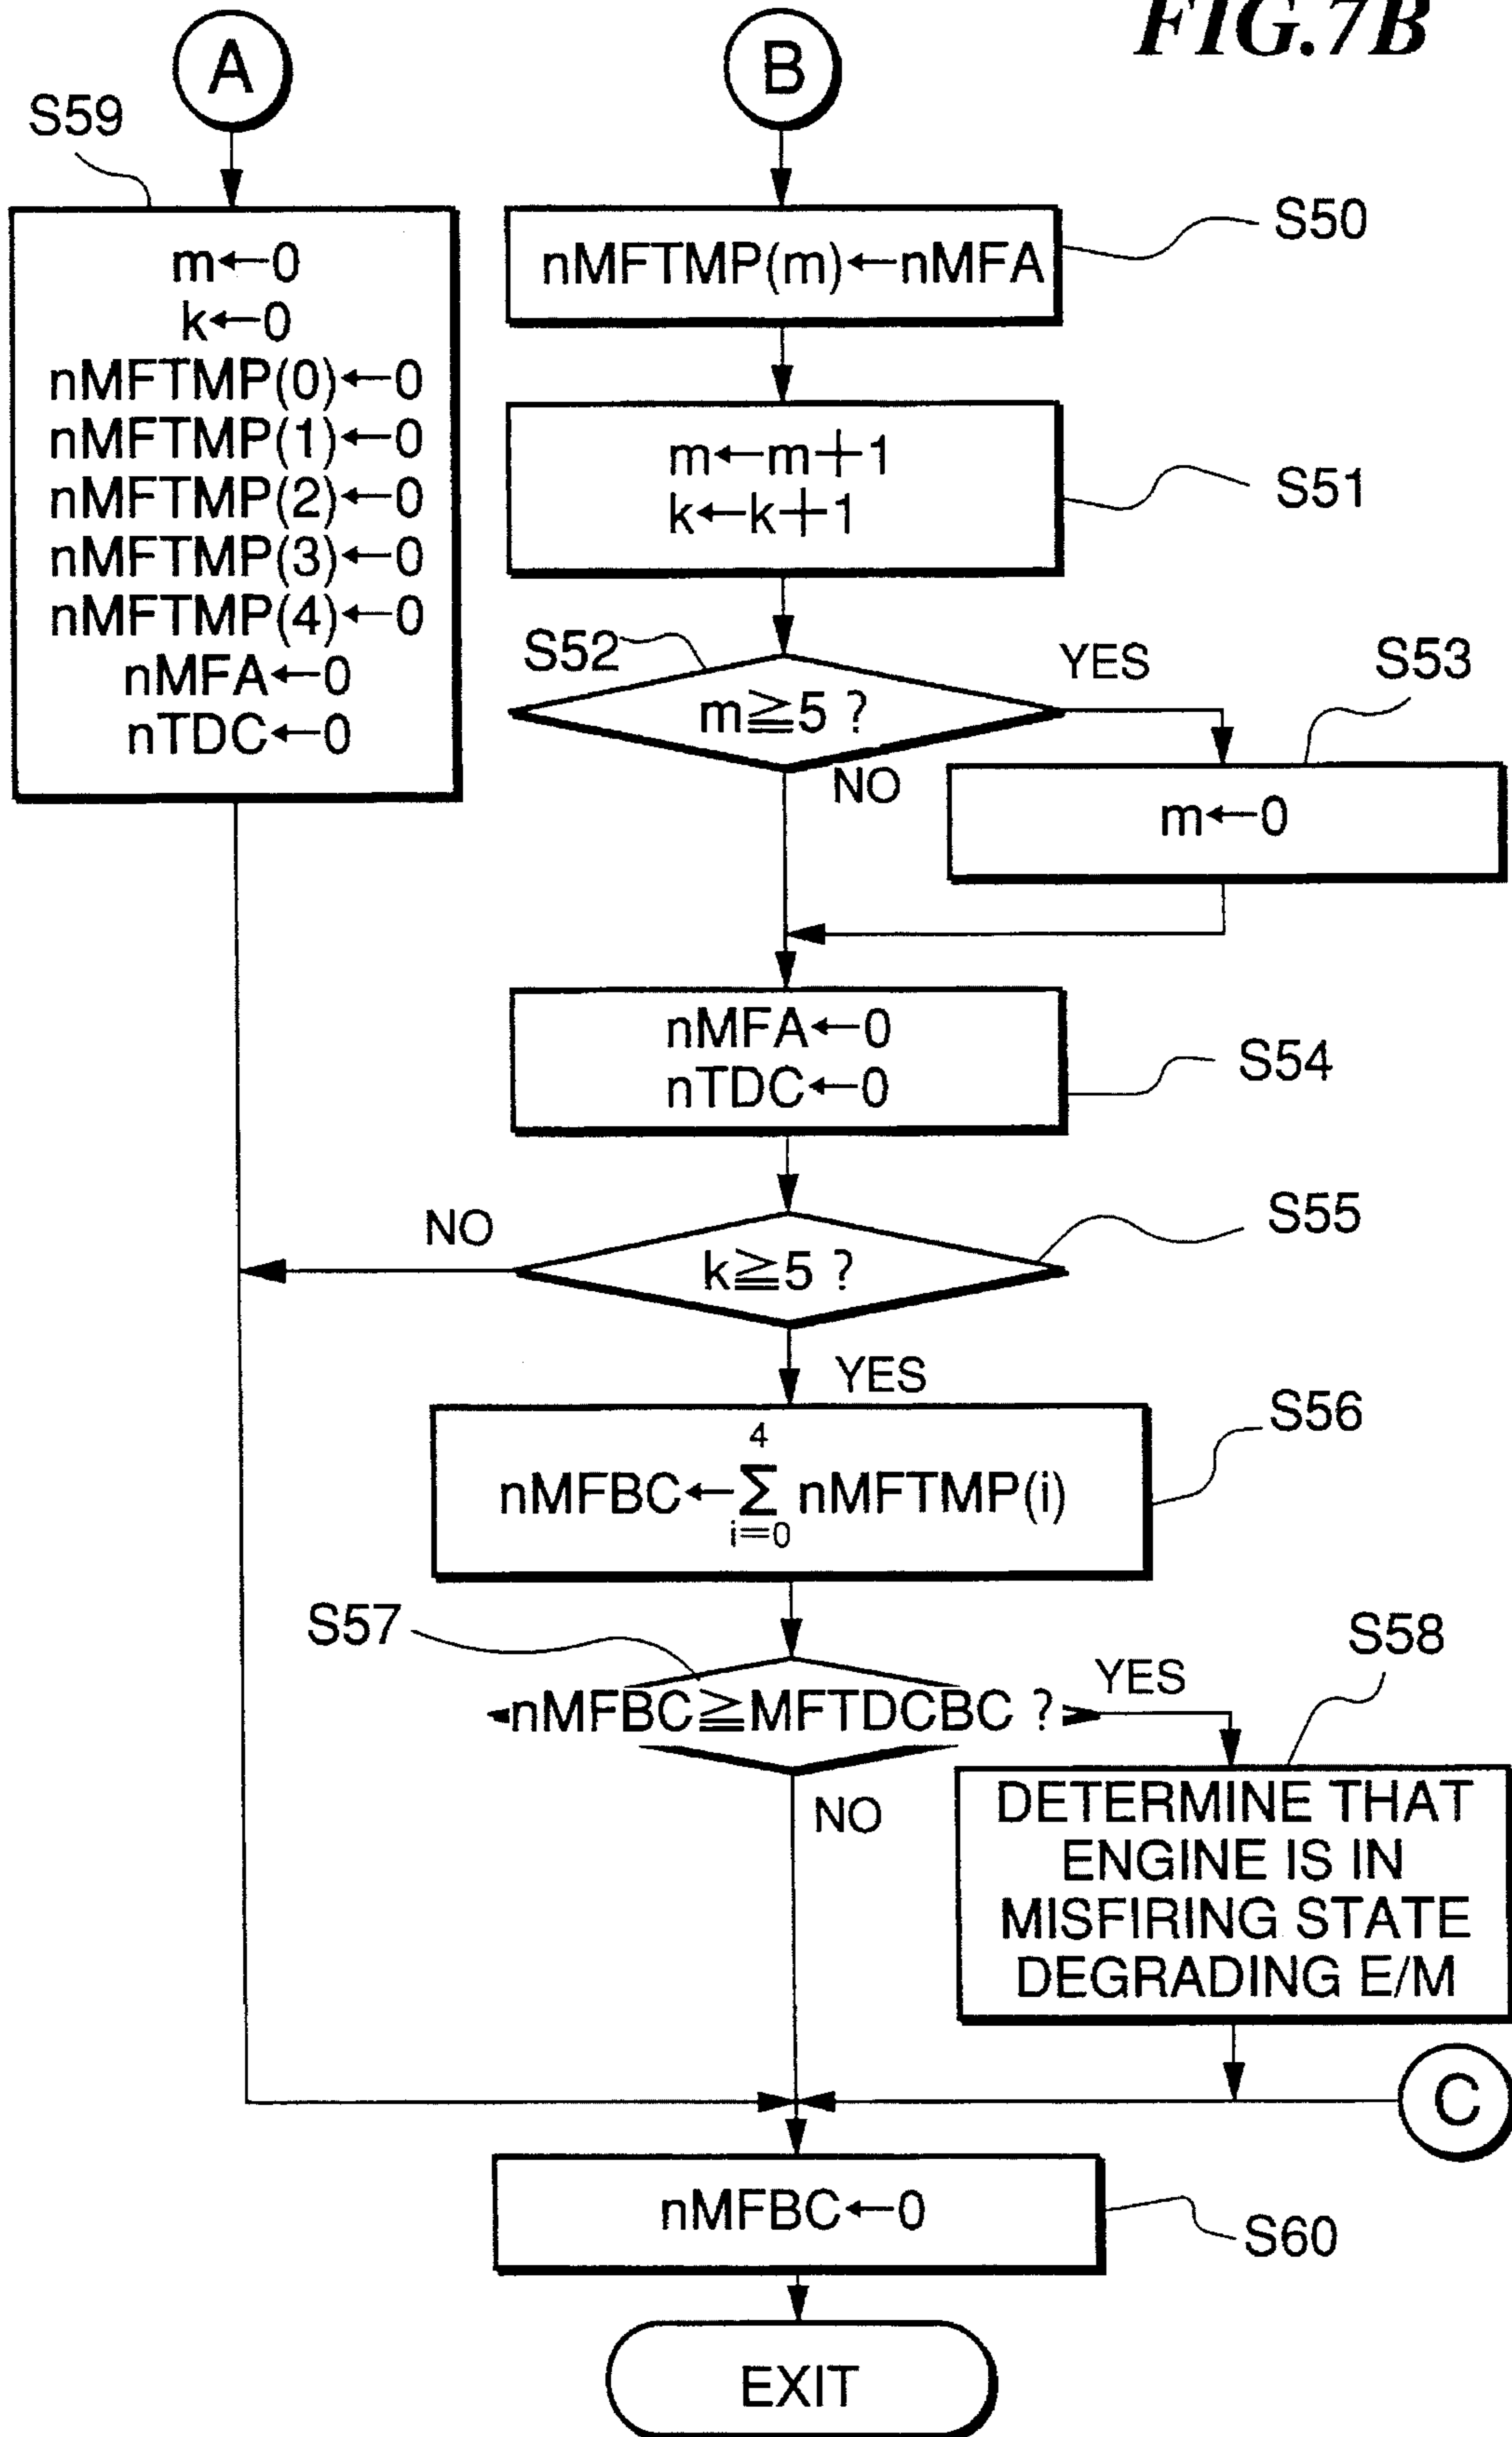 FIG.7B
A
B
S59
m←0
k←0
nMFTMP(0)←0
nMFTMP(1)←0
nMFTMP(2)←0
nMFTMP(3)←0
nMFTMP(4)←0
nMFA←0
nTDC←0
S50
nMFTMP(m)←nMFA
m←m+1
k←k+1
S51
S52
m≧5 ?
YES
NO
S53
m←0
nMFA←0
nTDC←0
S54
NO
k≧5 ?
S55
YES
S56
4
nMFBC←Σ nMFTMP(i)
i=0
S57
nMFBC≧MFTDCBC ?
YES
NO
S58
DETERMINE THAT
ENGINE IS IN
MISFIRING STATE
DEGRADING E/M
C
nMFBC←0
S60
EXIT